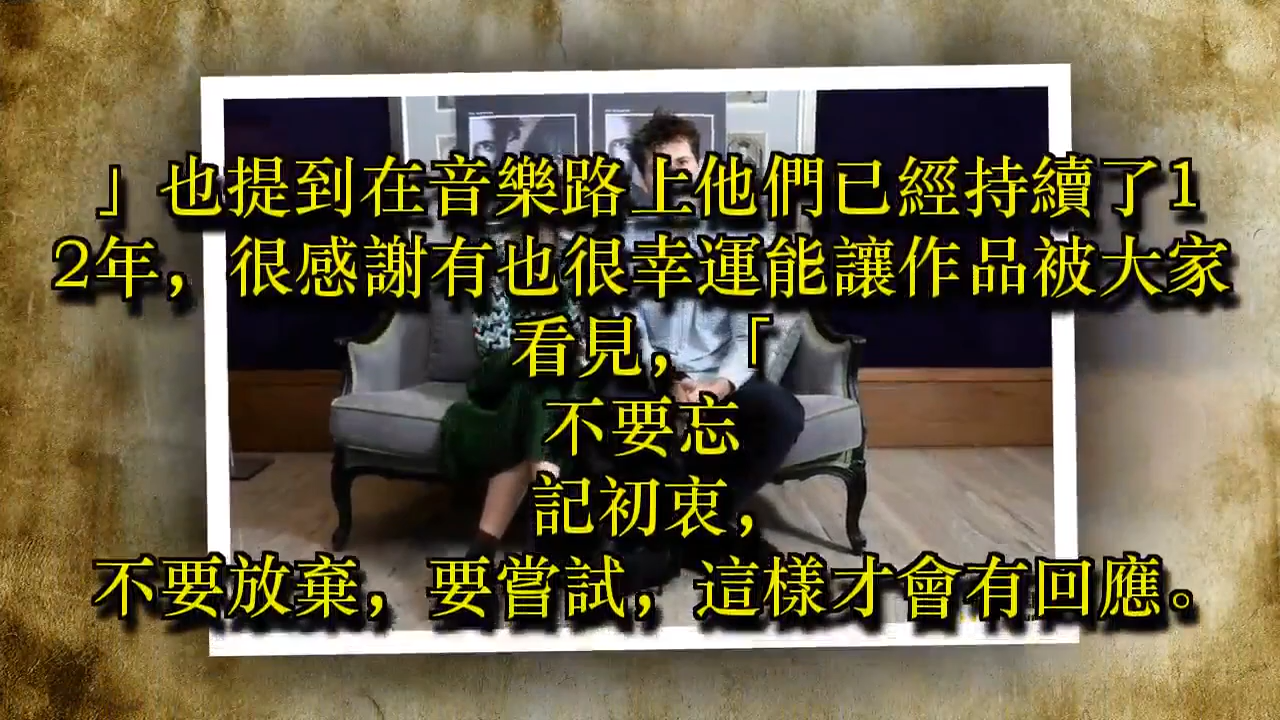 」也提到在音樂路上他們已經持續了1
2年，很感謝有也很幸運能讓作品被大家
看見，「
不要忘
記初衷，
不要放棄，要嘗試，這樣才會有回應。